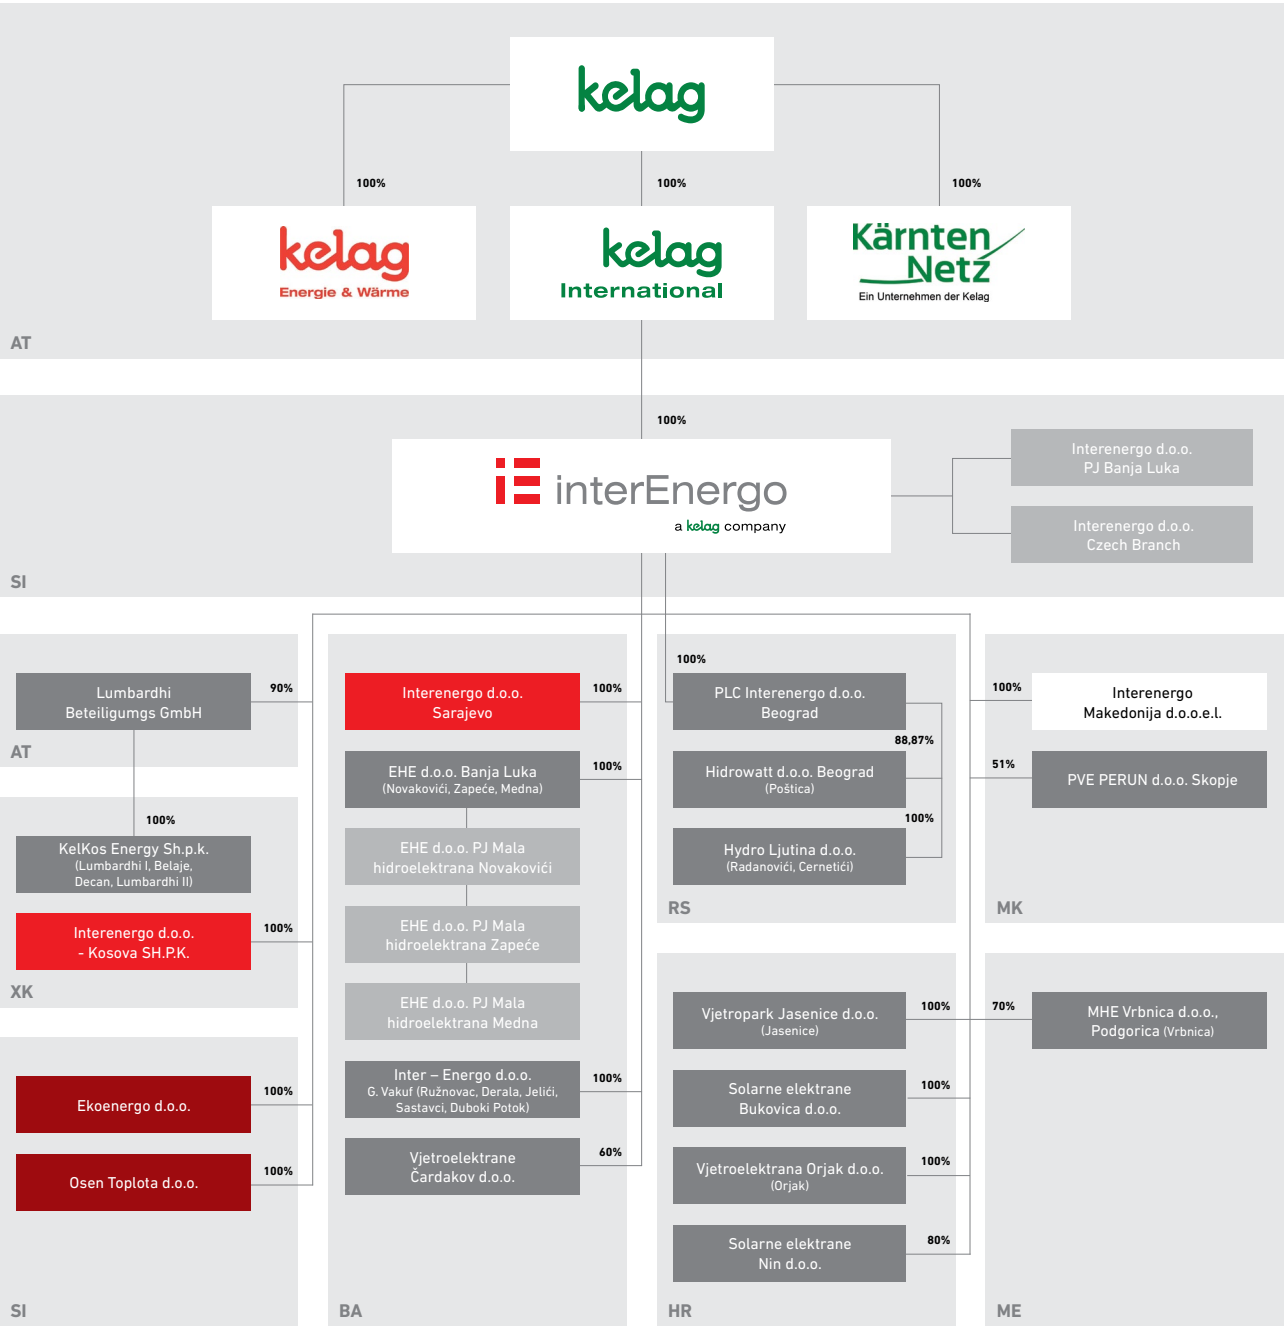 kelag
100%
100%
100%
kelag
Energie & Wärme
kelag
International
Kärnten
Netz
Ein Unternehmen der Kelag
AT
100%
interEnergo
a kelag company
Interenergo d.o.o.
PJ Banja Luka
Interenergo d.o.o.
Czech Branch
SI
Lumbardhi
Beteiligumgs GmbH
90%
AT
100%
KelKos Energy Sh.p.k.
(Lumbardhi I, Belaje,
Decan, Lumbardhi II)
Interenergo d.o.o.
- Kosova SH.P.K.
100%
XK
Ekoenergo d.o.o.
100%
Osen Toplota d.o.o.
100%
SI
Interenergo d.o.o.
Sarajevo
100%
EHE d.o.o. Banja Luka
(Novakovići, Zapeće, Medna)
100%
EHE d.o.o. PJ Mala
hidroelektrana Novakovići
EHE d.o.o. PJ Mala
hidroelektrana Zapeće
EHE d.o.o. PJ Mala
hidroelektrana Medna
Inter – Energo d.o.o.
G. Vakuf (Ružnovac, Derala, Jelići,
Sastavci, Duboki Potok)
100%
Vjetroelektrane
Čardakov d.o.o.
60%
BA
100%
PLC Interenergo d.o.o.
Beograd
88,87%
Hidrowatt d.o.o. Beograd
(Poštica)
100%
Hydro Ljutina d.o.o.
(Radanovići, Cernetići)
RS
100%
Interenergo
Makedonija d.o.o.e.l.
51%
PVE PERUN d.o.o. Skopje
MK
Vjetropark Jasenice d.o.o.
(Jasenice)
100%
Solarne elektrane
Bukovica d.o.o.
100%
Vjetroelektrana Orjak d.o.o.
(Orjak)
100%
Solarne elektrane
Nin d.o.o.
80%
HR
70%
MHE Vrbnica d.o.o.,
Podgorica (Vrbnica)
ME